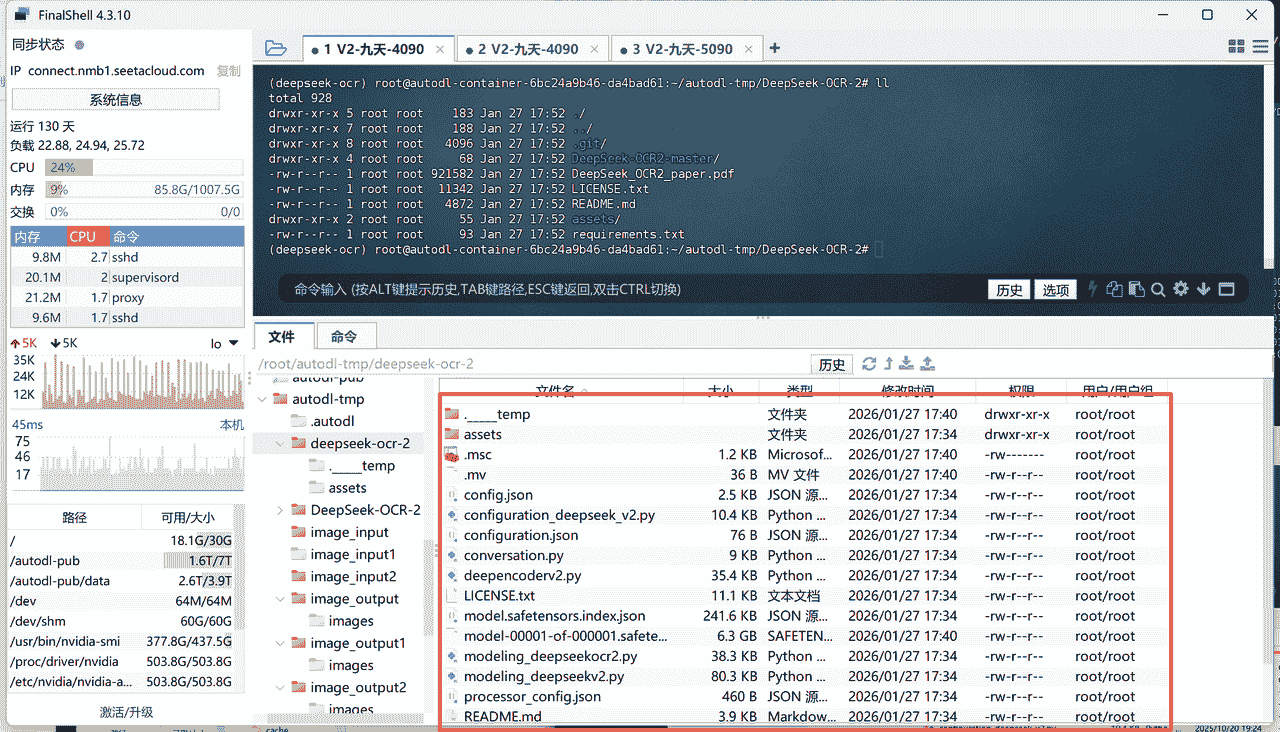 FinalShell 4.3.10
同步状态
IP connect.nmb1.seetacloud.com 复制
系统信息
运行 130 天
负载 22.88, 24.94, 25.72
CPU 24%
内存 9% 85.8G/1007.5G
交换 0% 0/0
内存 CPU 命令
9.8M 2.7 sshd
20.1M 2 supervisord
21.2M 1.7 proxy
9.6M 1.7 sshd
5K 5K lo
35K
24K
12K
45ms 本机
75
46
17
路径 可用/大小
/ 18.1G/30G
/autodl-pub 1.6T/7T
/autodl-pub/data 2.6T/3.9T
/dev 64M/64M
/dev/shm 60G/60G
/usr/bin/nvidia-smi 377.8G/437.5G
/proc/driver/nvidia 503.8G/503.8G
/etc/nvidia/nvidia-a... 503.8G/503.8G
激活/升级
1 V2-九天-4090 × 2 V2-九天-4090 × 3 V2-九天-5090 × +
(deepseek-ocr) root@autodl-container-6bc24a9b46-da4bad61:~/autodl-tmp/DeepSeek-OCR-2# ll
total 928
drwxr-xr-x 5 root root 183 Jan 27 17:52 ./
drwxr-xr-x 7 root root 188 Jan 27 17:52 ../
drwxr-xr-x 8 root root 4096 Jan 27 17:52 .git/
drwxr-xr-x 4 root root 68 Jan 27 17:52 DeepSeek-OCR2-master/
-rw-r--r-- 1 root root 921582 Jan 27 17:52 DeepSeek_OCR2_paper.pdf
-rw-r--r-- 1 root root 11342 Jan 27 17:52 LICENSE.txt
-rw-r--r-- 1 root root 4872 Jan 27 17:52 README.md
drwxr-xr-x 2 root root 55 Jan 27 17:52 assets/
-rw-r--r-- 1 root root 93 Jan 27 17:52 requirements.txt
(deepseek-ocr) root@autodl-container-6bc24a9b46-da4bad61:~/autodl-tmp/DeepSeek-OCR-2#
命令输入 (按ALT键提示历史,TAB键路径,ESC键返回,双击CTRL切换) 历史 选项
文件 命令
/root/autodl-tmp/deepseek-ocr-2 历史
autodl-pub
autodl-tmp
.autodl
deepseek-ocr-2
._____temp
assets
DeepSeek-OCR-2
image_input
image_input1
image_input2
image_output
images
image_output1
images
image_output2
images
文件名 大小 类型 修改时间 权限 用户/用户组
._____temp 文件夹 2026/01/27 17:40 drwxr-xr-x root/root
assets 文件夹 2026/01/27 17:34 drwxr-xr-x root/root
.msc 1.2 KB Microsof... 2026/01/27 17:40 -rw------- root/root
.mv 36 B MV 文件 2026/01/27 17:40 -rw-r--r-- root/root
config.json 2.5 KB JSON 源... 2026/01/27 17:34 -rw-r--r-- root/root
configuration_deepseek_v2.py 10.4 KB Python ... 2026/01/27 17:34 -rw-r--r-- root/root
configuration.json 76 B JSON 源... 2026/01/27 17:34 -rw-r--r-- root/root
conversation.py 9 KB Python ... 2026/01/27 17:34 -rw-r--r-- root/root
deepencoderv2.py 35.4 KB Python ... 2026/01/27 17:34 -rw-r--r-- root/root
LICENSE.txt 11.1 KB 文本文档 2026/01/27 17:34 -rw-r--r-- root/root
model.safetensors.index.json 241.6 KB JSON 源... 2026/01/27 17:34 -rw-r--r-- root/root
model-00001-of-000001.safete... 6.3 GB SAFETEN... 2026/01/27 17:40 -rw-r--r-- root/root
modeling_deepseekocr2.py 38.3 KB Python ... 2026/01/27 17:34 -rw-r--r-- root/root
modeling_deepseekv2.py 80.3 KB Python ... 2026/01/27 17:34 -rw-r--r-- root/root
processor_config.json 460 B JSON 源... 2026/01/27 17:34 -rw-r--r-- root/root
README.md 3.9 KB Markdow... 2026/01/27 17:34 -rw-r--r-- root/root
cache
2025/10/20 19:24